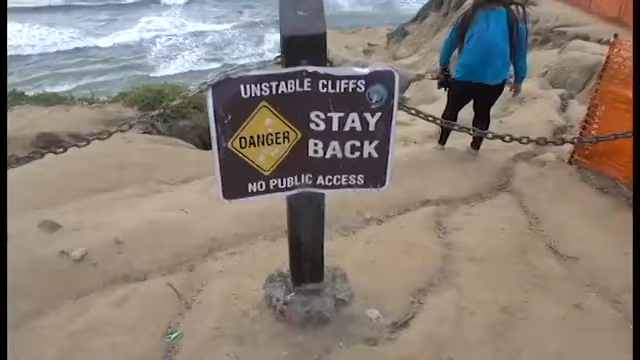 UNSTABLE CLIFFS
DANGER
STAY
BACK
NO PUBLIC ACCESS